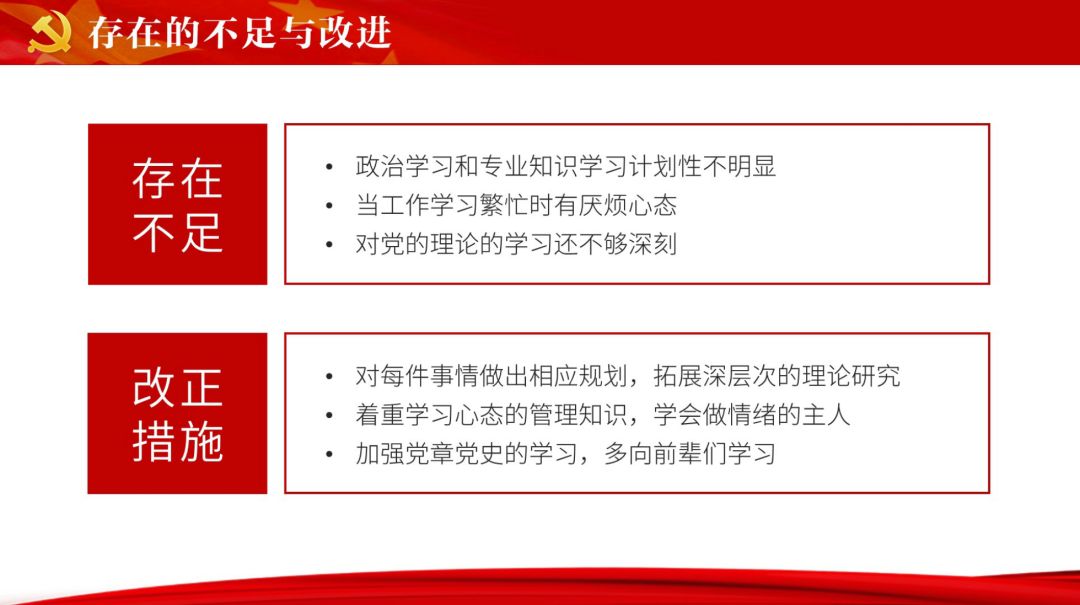 存在的不足与改进
存在
不足
• 政治学习和专业知识学习计划性不明显
• 当工作学习繁忙时有厌烦心态
• 对党的理论的学习还不够深刻
改正
措施
• 对每件事情做出相应规划，拓展深层次的理论研究
• 着重学习心态的管理知识，学会做情绪的主人
• 加强党章党史的学习，多向前辈们学习